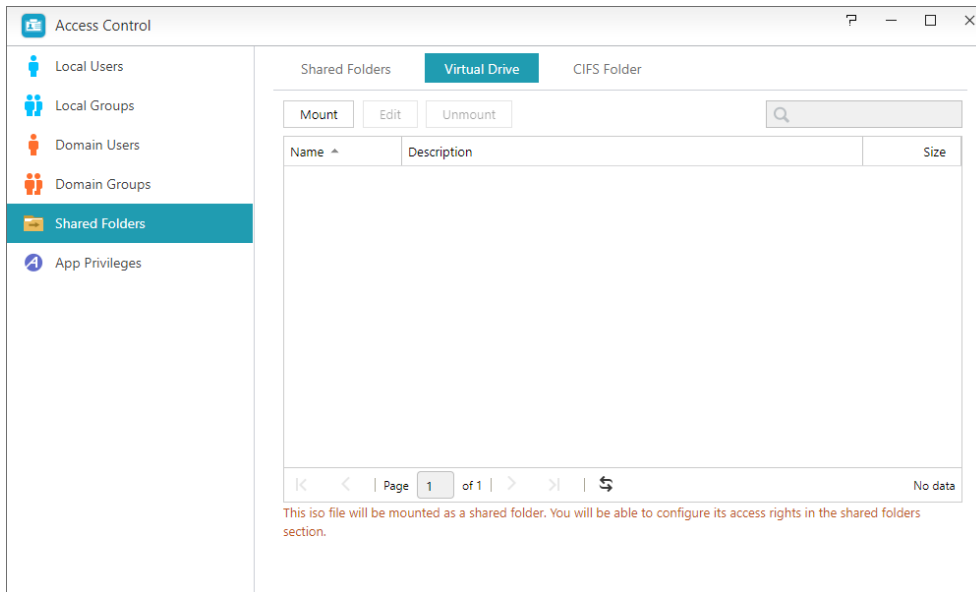 Access Control
Local Users
Local Groups
Domain Users
Domain Groups
Shared Folders
App Privileges
Shared Folders Virtual Drive CIFS Folder
Mount Edit Unmount
Name Description Size
Page 1 of 1 No data
This iso file will be mounted as a shared folder. You will be able to configure its access rights in the shared folders
section.